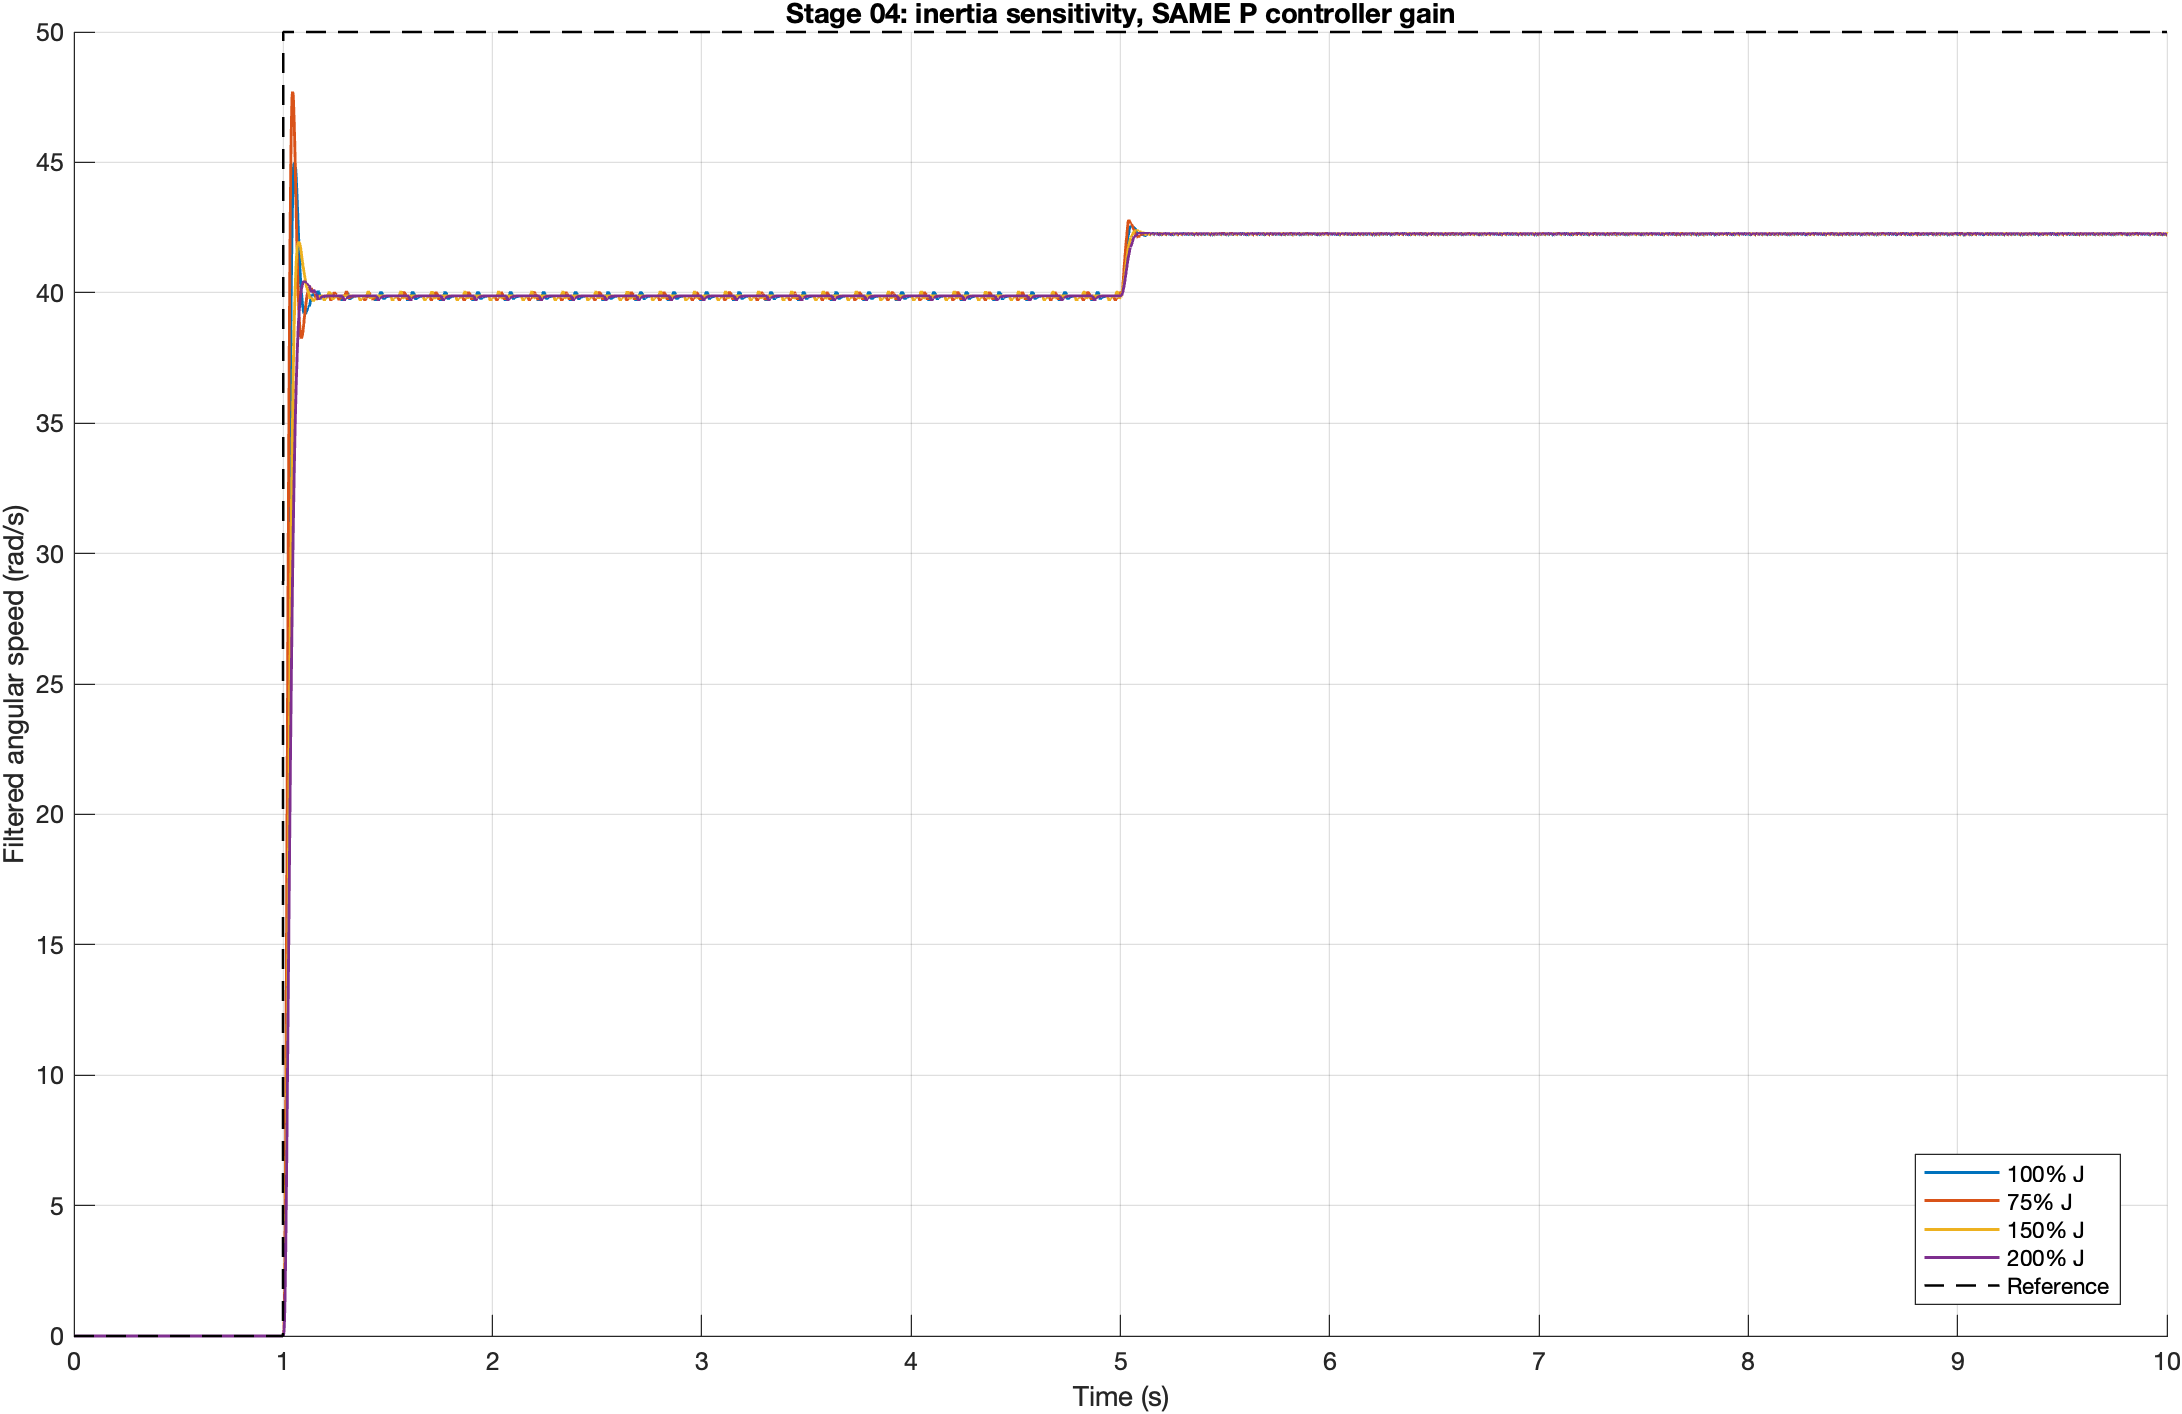 Stage 04: inertia sensitivity, SAME P controller gain
Filtered angular speed (rad/s)
50
45
40
35
30
25
20
15
10
5
0
0 1 2 3 4 5 6 7 8 9 10
Time (s)
100% J
75% J
150% J
200% J
Reference